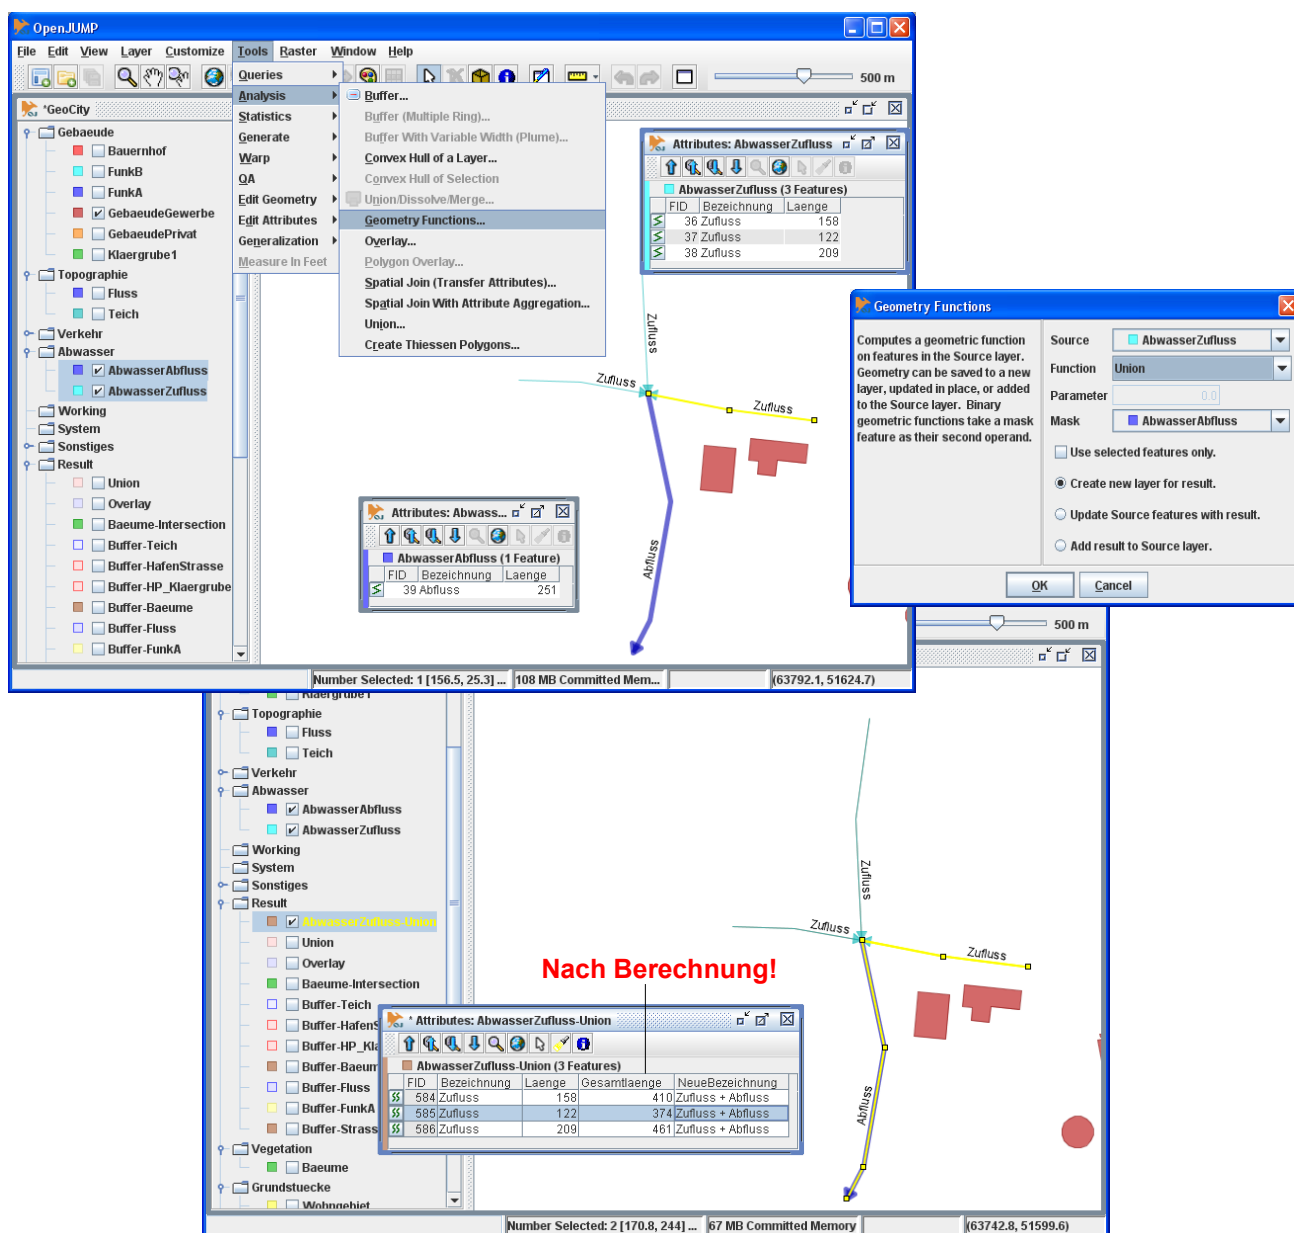 OpenJUMP
File Edit View Layer Customize Tools Raster Window Help
500 m
*GeoCity
Gebaeude
Bauernhof
FunkB
FunkA
GebaeudeGewerbe
GebaeudePrivat
Klaergrube1
Topographie
Fluss
Teich
Verkehr
Abwasser
AbwasserAbfluss
AbwasserZufluss
Working
System
Sonstiges
Result
Union
Overlay
Baeume-Intersection
Buffer-Teich
Buffer-HafenStrasse
Buffer-HP_Klaergrube
Buffer-Baeume
Buffer-Fluss
Buffer-FunkA
Queries
Analysis
Statistics
Generate
Warp
QA
Edit Geometry
Edit Attributes
Generalization
Measure In Feet
Buffer...
Buffer (Multiple Ring)...
Buffer With Variable Width (Plume)...
Convex Hull of a Layer...
Convex Hull of Selection
Union/Dissolve/Merge...
Geometry Functions...
Overlay...
Polygon Overlay...
Spatial Join (Transfer Attributes)...
Spatial Join With Attribute Aggregation...
Union...
Create Thiessen Polygons...
Attributes: AbwasserZufluss
AbwasserZufluss (3 Features)
FID Bezeichnung Laenge
36 Zufluss 158
37 Zufluss 122
38 Zufluss 209
Zufluss
Zufluss
Zufluss
Abfluss
Attributes: Abwass...
AbwasserAbfluss (1 Feature)
FID Bezeichnung Laenge
39 Abfluss 251
Number Selected: 1 [156.5, 25.3] ... 108 MB Committed Mem... (63792.1, 51624.7)
Geometry Functions
Computes a geometric function
on features in the Source layer.
Geometry can be saved to a new
layer, updated in place, or added
to the Source layer. Binary
geometric functions take a mask
feature as their second operand.
Source AbwasserZufluss
Function Union
Parameter 0.0
Mask AbwasserAbfluss
Use selected features only.
Create new layer for result.
Update Source features with result.
Add result to Source layer.
OK Cancel
500 m
Klaergrube1
Topographie
Fluss
Teich
Verkehr
Abwasser
AbwasserAbfluss
AbwasserZufluss
Working
System
Sonstiges
Result
AbwasserZufluss-Union
Union
Overlay
Baeume-Intersection
Buffer-Teich
Buffer-HafenS
Buffer-HP_Kla
Buffer-Baeum
Buffer-Fluss
Buffer-FunkA
Buffer-Strass
Vegetation
Baeume
Grundstuecke
Wohngebiet
Zufluss
Zufluss
Zufluss
Abfluss
Nach Berechnung!
* Attributes: AbwasserZufluss-Union
AbwasserZufluss-Union (3 Features)
FID Bezeichnung Laenge Gesamtlaenge NeueBezeichnung
584 Zufluss 158 410 Zufluss + Abfluss
585 Zufluss 122 374 Zufluss + Abfluss
586 Zufluss 209 461 Zufluss + Abfluss
Number Selected: 2 [170.8, 244] ... 67 MB Committed Memory (63742.8, 51599.6)